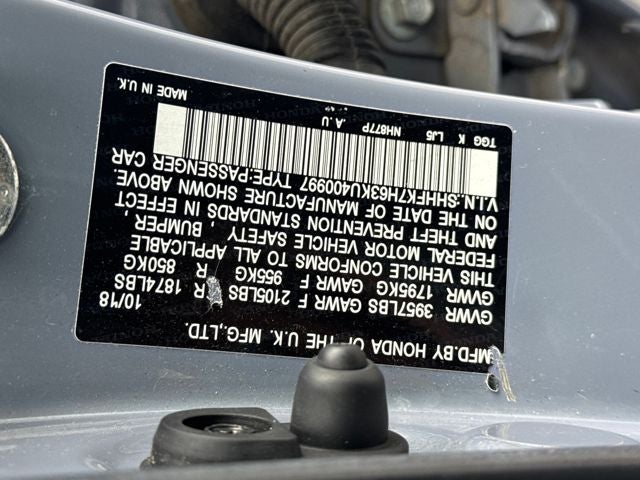 MFD.BY HONDA OF THE U.K. MFG.,LTD.
10/18
GVWR 3957LBS GAWR F 2105LBS R 1874LBS
GVWR 1795KG GAWR F 955KG R 850KG
THIS VEHICLE CONFORMS TO ALL APPLICABLE
FEDERAL MOTOR VEHICLE SAFETY , BUMPER ,
AND THEFT PREVENTION STANDARDS IN EFFECT
ON THE DATE OF MANUFACTURE SHOWN ABOVE.
V.I.N:SHHFK7H63KU400997 TYPE:PASSENGER CAR
TGG K LJ5 NH877P A.U
MADE IN U.K.